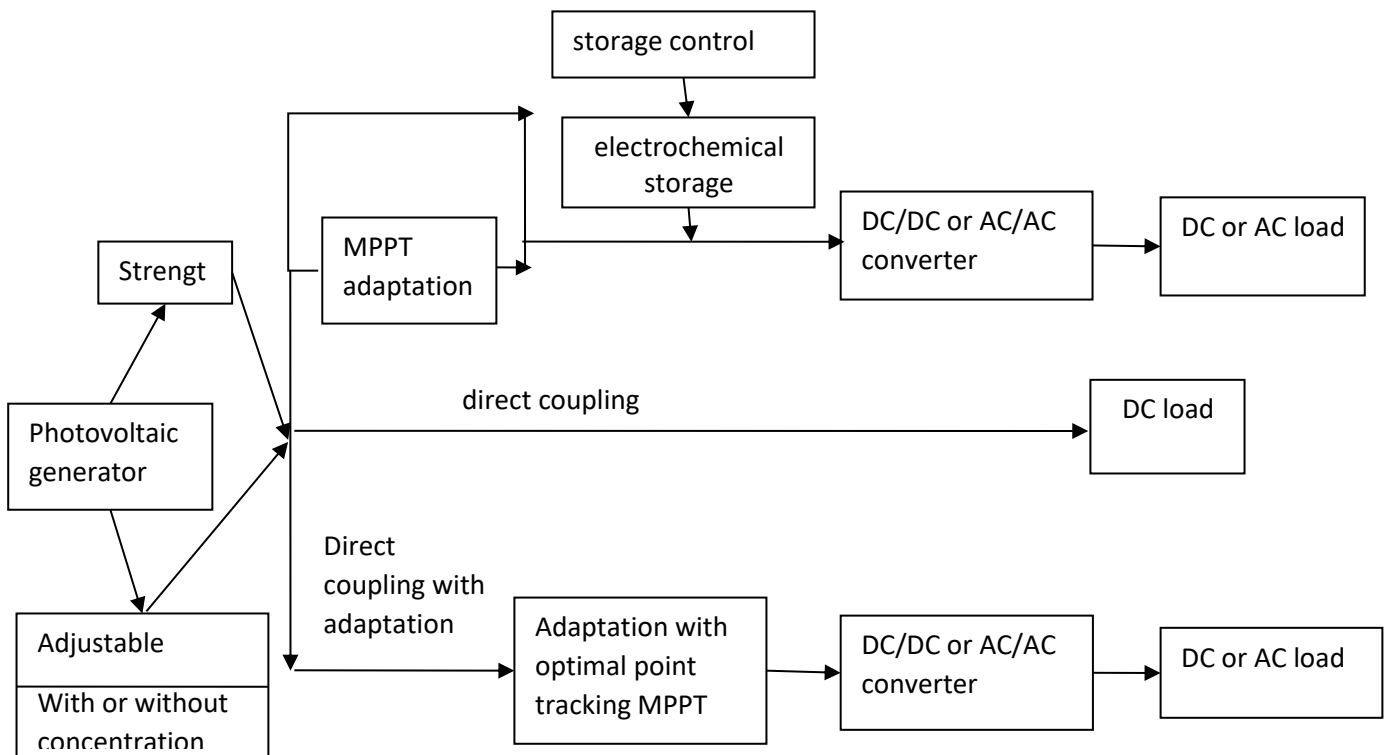 storage control
electrochemical
storage
MPPT
adaptation
DC/DC or AC/AC
converter
DC or AC load
Strengt
direct coupling
DC load
Photovoltaic
generator
Direct
coupling with
adaptation
Adjustable
With or without
concentration
Adaptation with
optimal point
tracking MPPT
DC/DC or AC/AC
converter
DC or AC load